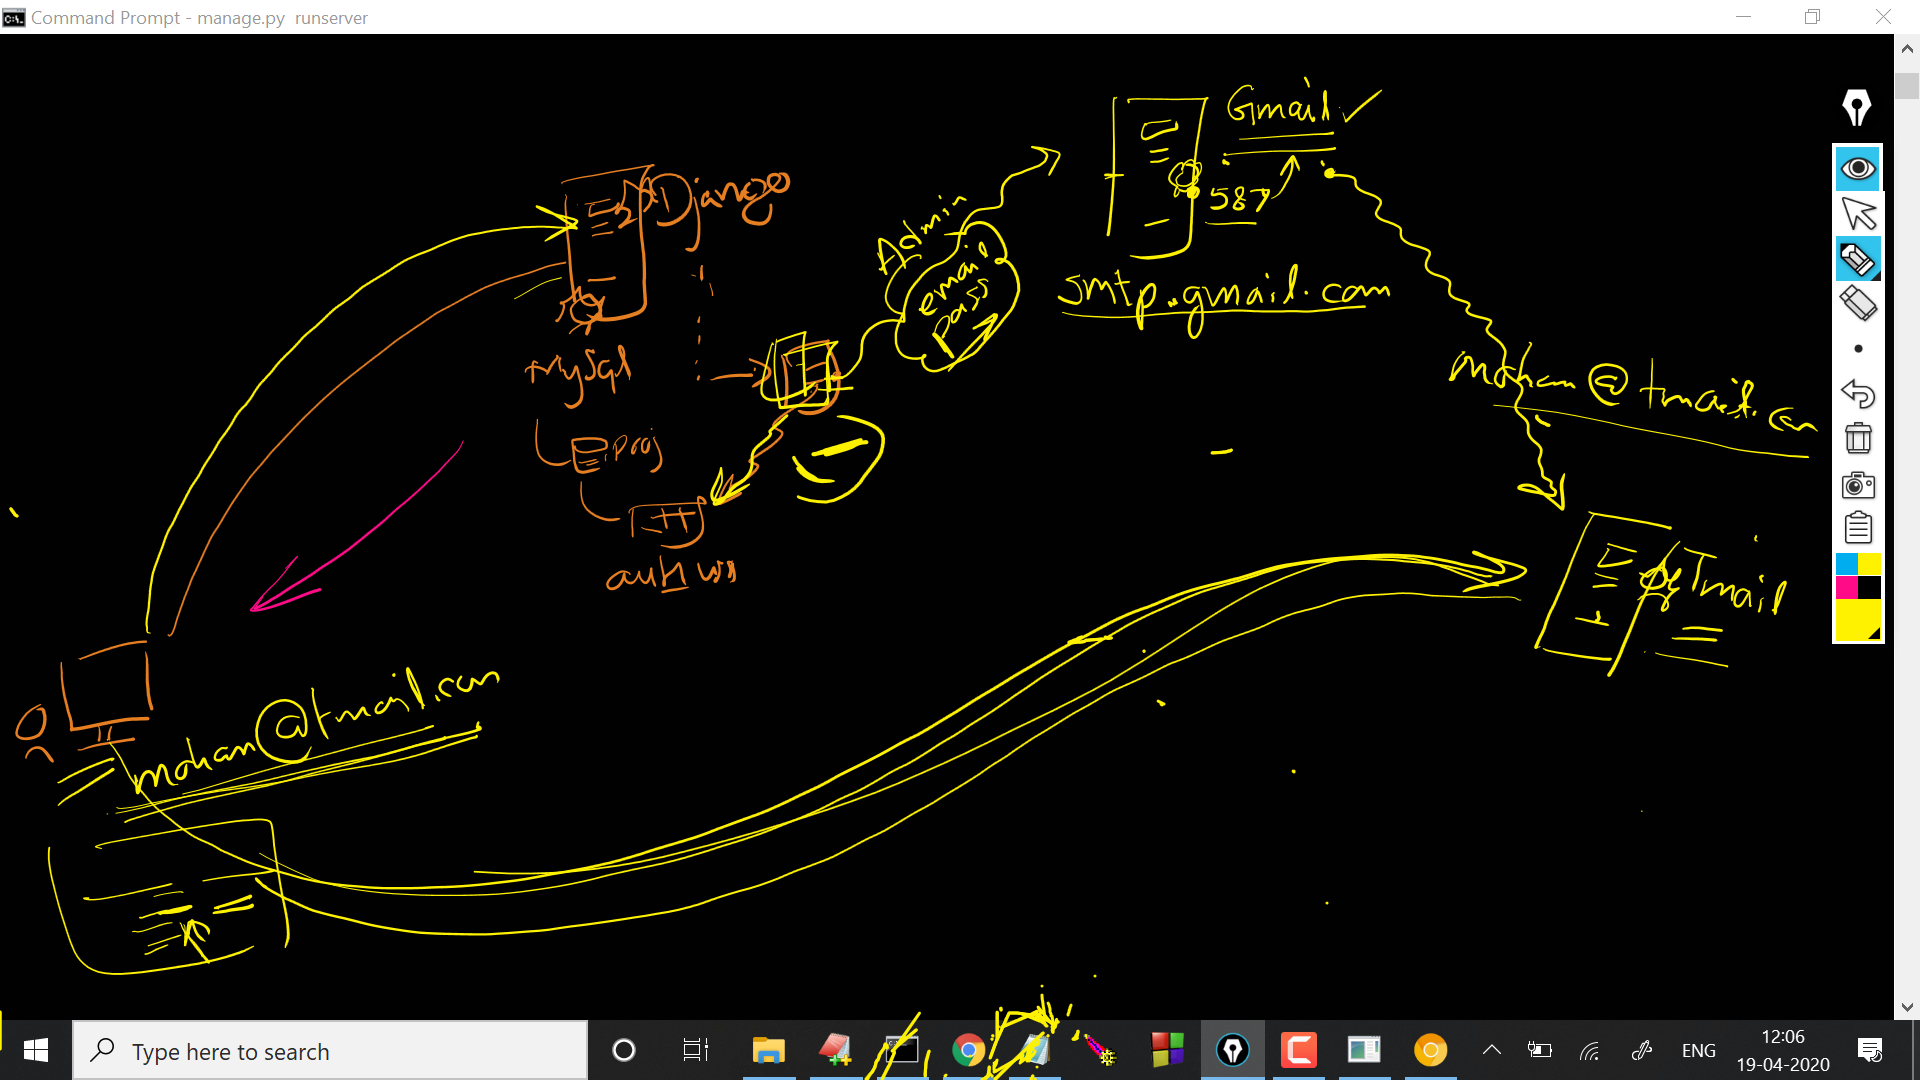 Command Prompt - manage.py runserver
Gmail
Django
587
Admin
email
pass
smtp.gmail.com
MySql
mohan@tmail.com
proj
auth
Tmail
mohan@tmail.com
Type here to search
ENG
12:06
19-04-2020